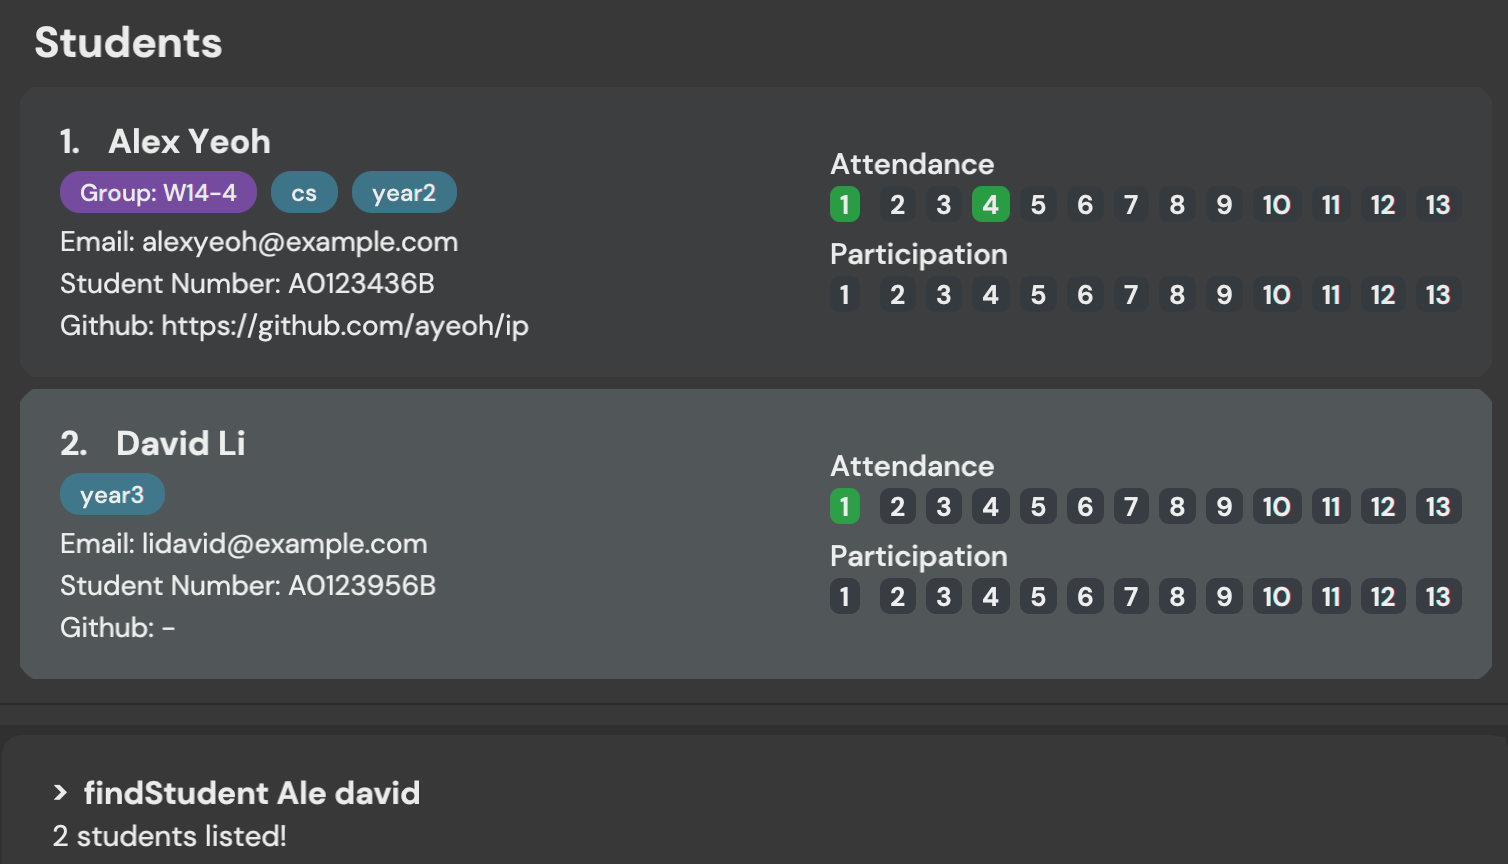 Students
1. Alex Yeoh
Group: W14-4 cs year2
Email: alexyeoh@example.com
Student Number: A0123436B
Github: https://github.com/ayeoh/ip
Attendance
1 2 3 4 5 6 7 8 9 10 11 12 13
Participation
1 2 3 4 5 6 7 8 9 10 11 12 13
2. David Li
year3
Email: lidavid@example.com
Student Number: A0123956B
Github: -
Attendance
1 2 3 4 5 6 7 8 9 10 11 12 13
Participation
1 2 3 4 5 6 7 8 9 10 11 12 13
> findStudent Ale david
2 students listed!